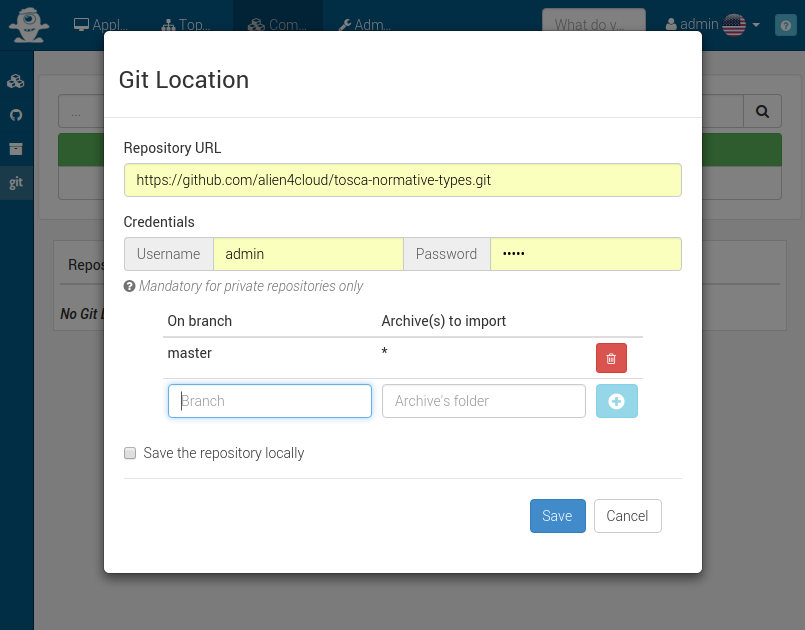 Appl... Top... Com... Adm... What do y... admin
Git Location
...
Repository URL
https://github.com/alien4cloud/tosca-normative-types.git
Credentials
git
Username admin Password •••••
Repos
Mandatory for private repositories only
No Git L
On branch Archive(s) to import
master *
Branch Archive's folder
Save the repository locally
Save Cancel